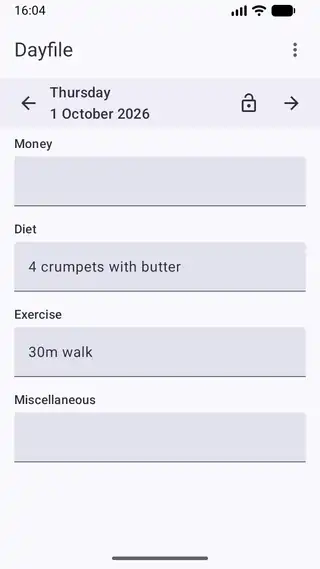 16:04
Dayfile
Thursday
1 October 2026
Money
Diet
4 crumpets with butter
Exercise
30m walk
Miscellaneous